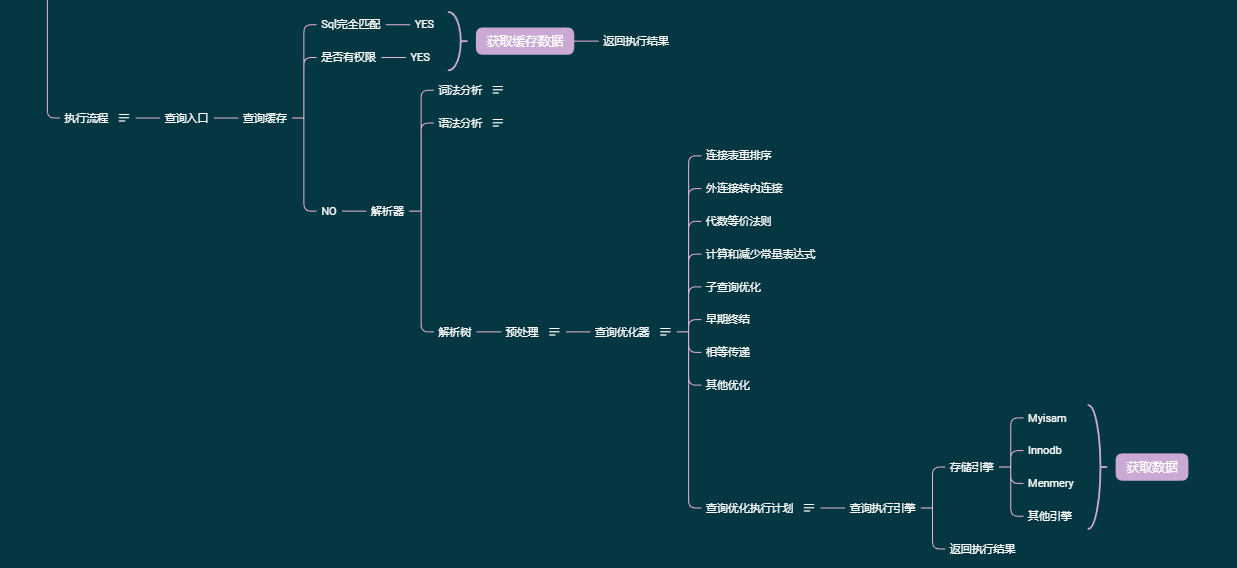 Sql完全匹配
YES
获取缓存数据
返回执行结果
是否有权限
YES
词法分析
执行流程
查询入口
查询缓存
语法分析
连接表重排序
外连接转内连接
NO
解析器
代数等价法则
计算和减少常量表达式
子查询优化
早期终结
解析树
预处理
查询优化器
相等传递
其他优化
Myisam
Innodb
存储引擎
获取数据
Menmery
查询优化执行计划
查询执行引擎
其他引擎
返回执行结果